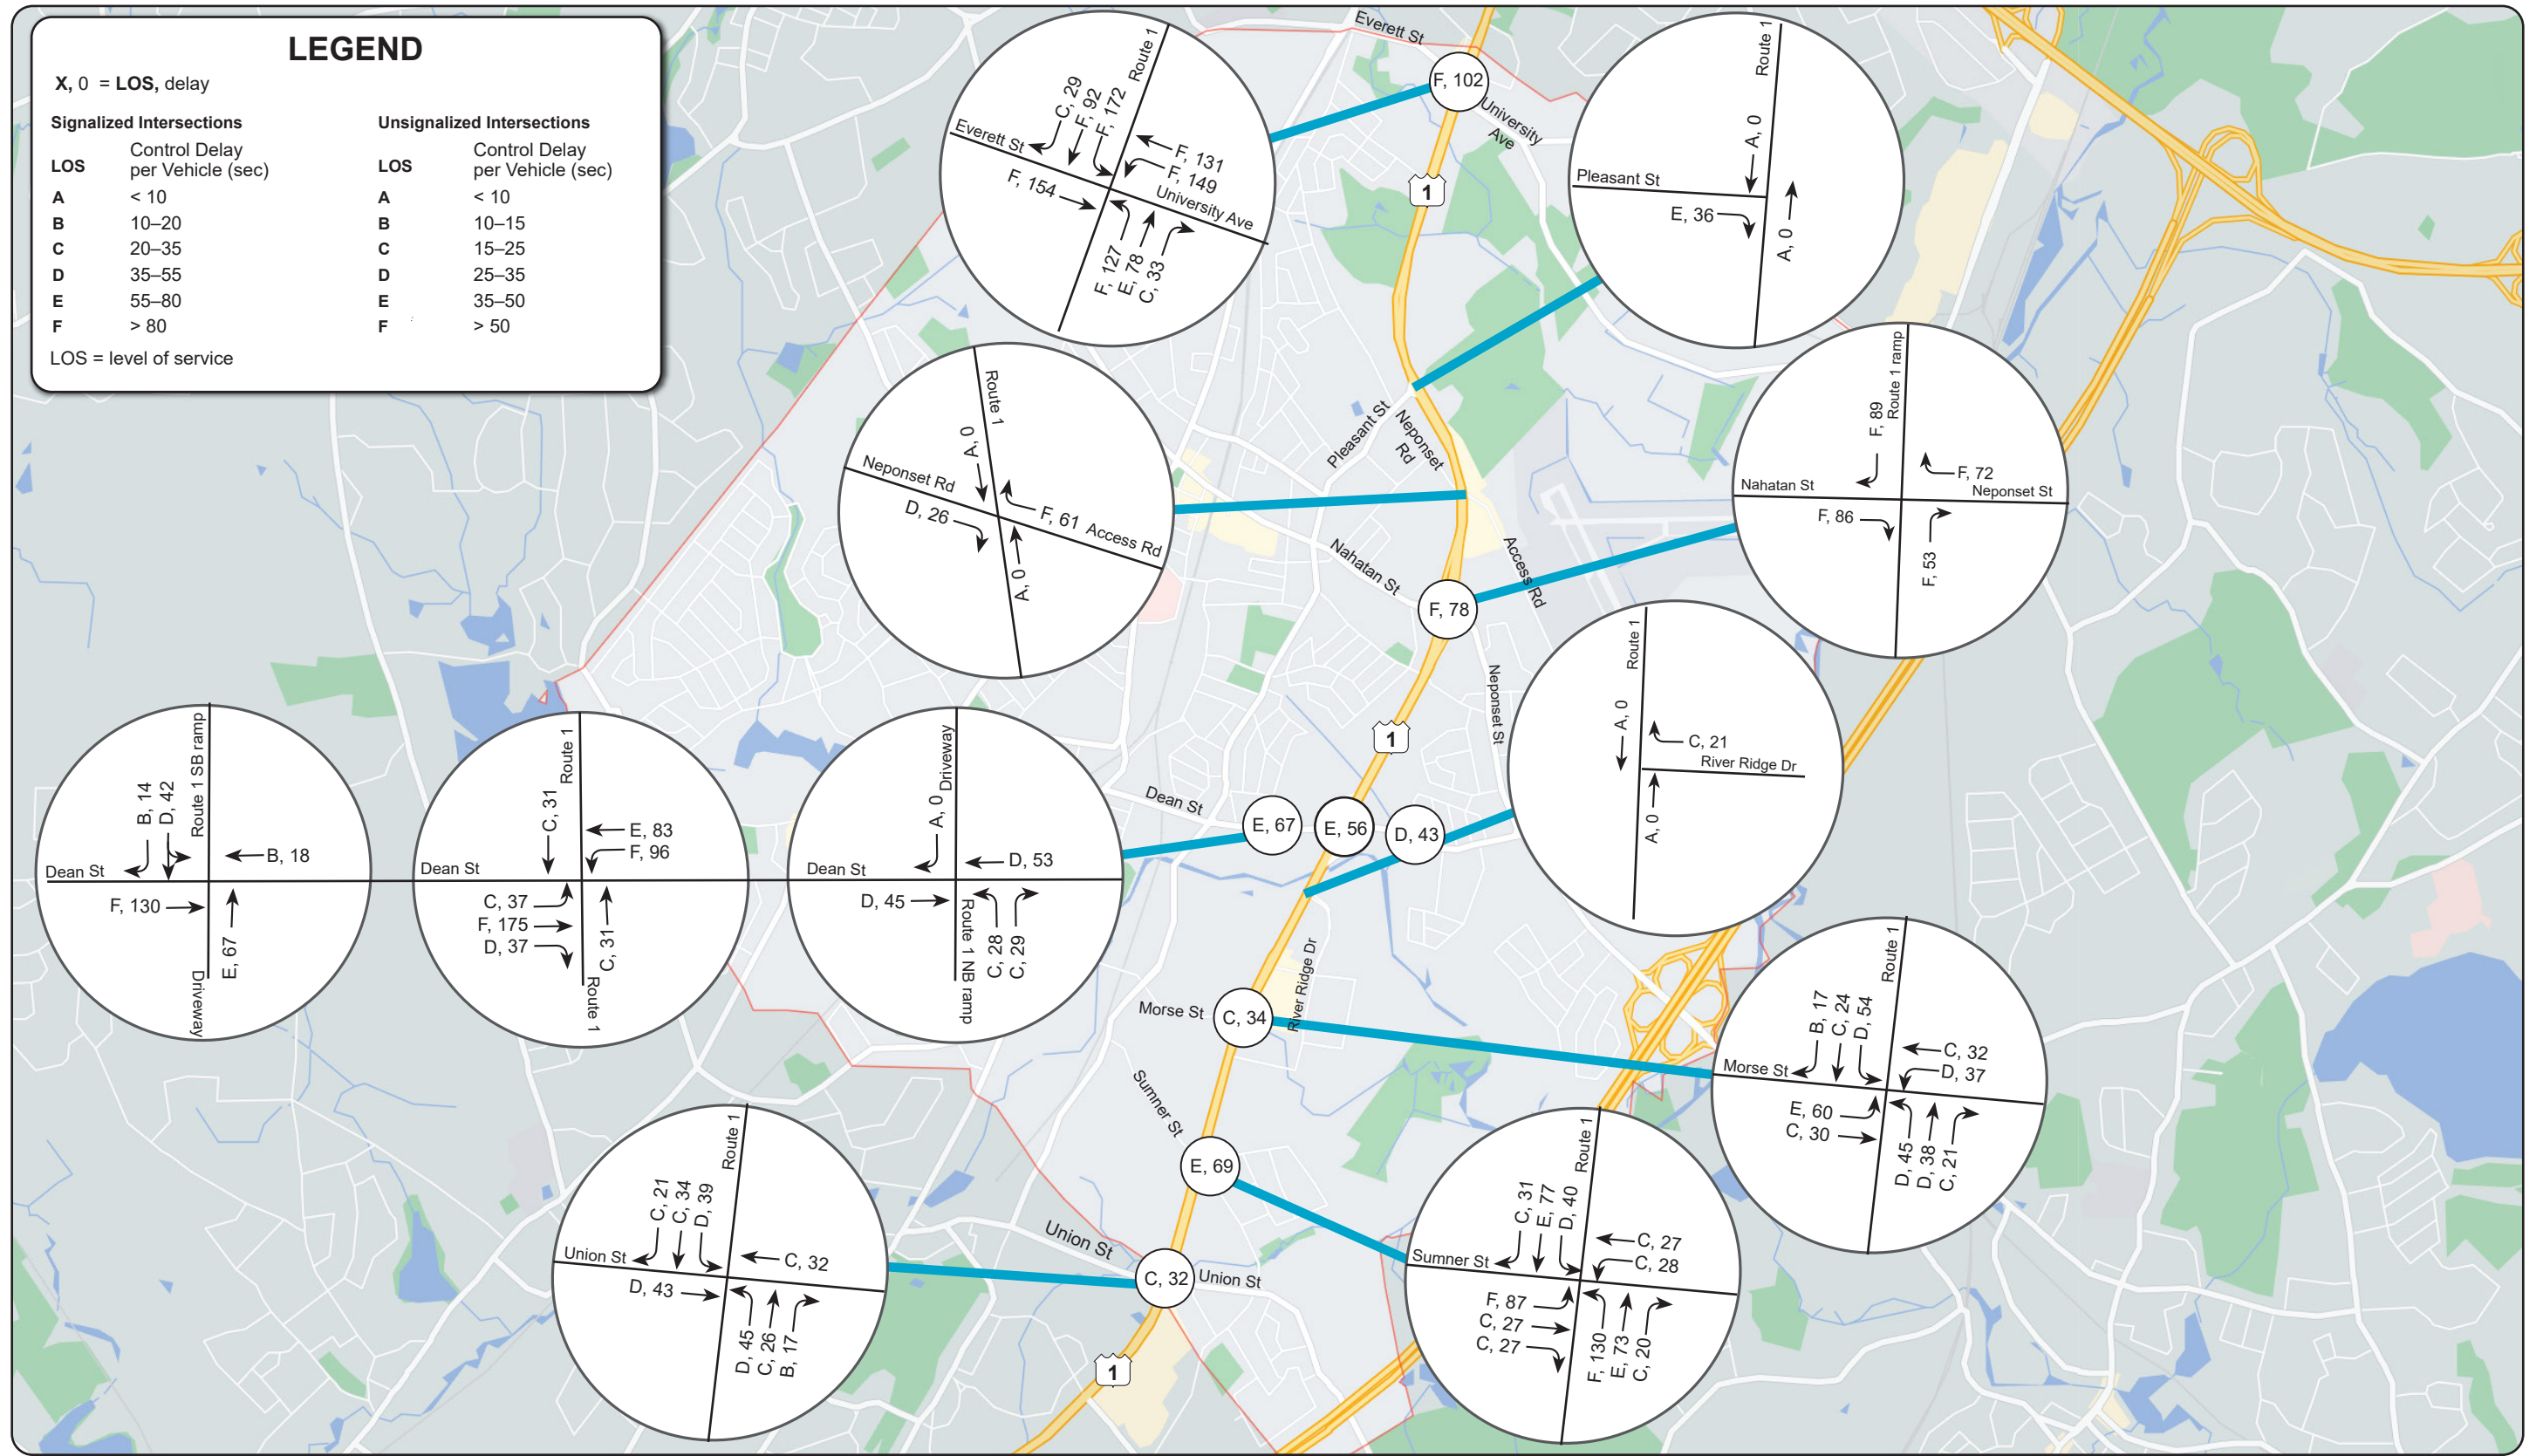 LEGEND
X, 0 = LOS, delay
Signalized Intersections
LOS Control Delay per Vehicle (sec)
A < 10
B 10–20
C 20–35
D 35–55
E 55–80
F > 80
Unsignalized Intersections
LOS Control Delay per Vehicle (sec)
A < 10
B 10–15
C 15–25
D 25–35
E 35–50
F > 50
LOS = level of service
Route 1
C, 29
F, 92
F, 172
Everett St
F, 131
F, 149
University Ave
F, 154
F, 127
E, 78
C, 33
Everett St
F, 102
University
Ave
1
Route 1
A, 0
Pleasant St
E, 36
A, 0
Route 1
A, 0
Neponset Rd
D, 26
F, 61
Access Rd
A, 0
Pleasant St
Neponset
Rd
Nahatan St
Access Rd
F, 78
Neponset St
Route 1 ramp
F, 89
F, 72
Nahatan St
Neponset St
F, 86
F, 53
1
Route 1
A, 0
C, 21
River Ridge Dr
A, 0
Dean St
E, 67
E, 56
D, 43
Route 1 SB ramp
B, 14
D, 42
B, 18
Dean St
F, 130
E, 67
Driveway
Route 1
C, 31
E, 83
F, 96
Dean St
C, 37
F, 175
D, 37
C, 31
Route 1
Driveway
A, 0
D, 53
Dean St
D, 45
C, 28
C, 29
Route 1 NB ramp
Morse St
C, 34
River Ridge Dr
Route 1
B, 17
C, 24
D, 54
C, 32
D, 37
Morse St
E, 60
C, 30
D, 45
D, 38
C, 21
Sumner St
E, 69
Route 1
C, 31
E, 77
D, 40
C, 27
C, 28
Sumner St
F, 87
C, 27
C, 27
F, 130
E, 73
C, 20
Union St
C, 32
Union St
Route 1
C, 21
C, 34
D, 39
C, 32
Union St
D, 43
D, 45
C, 26
B, 17
1